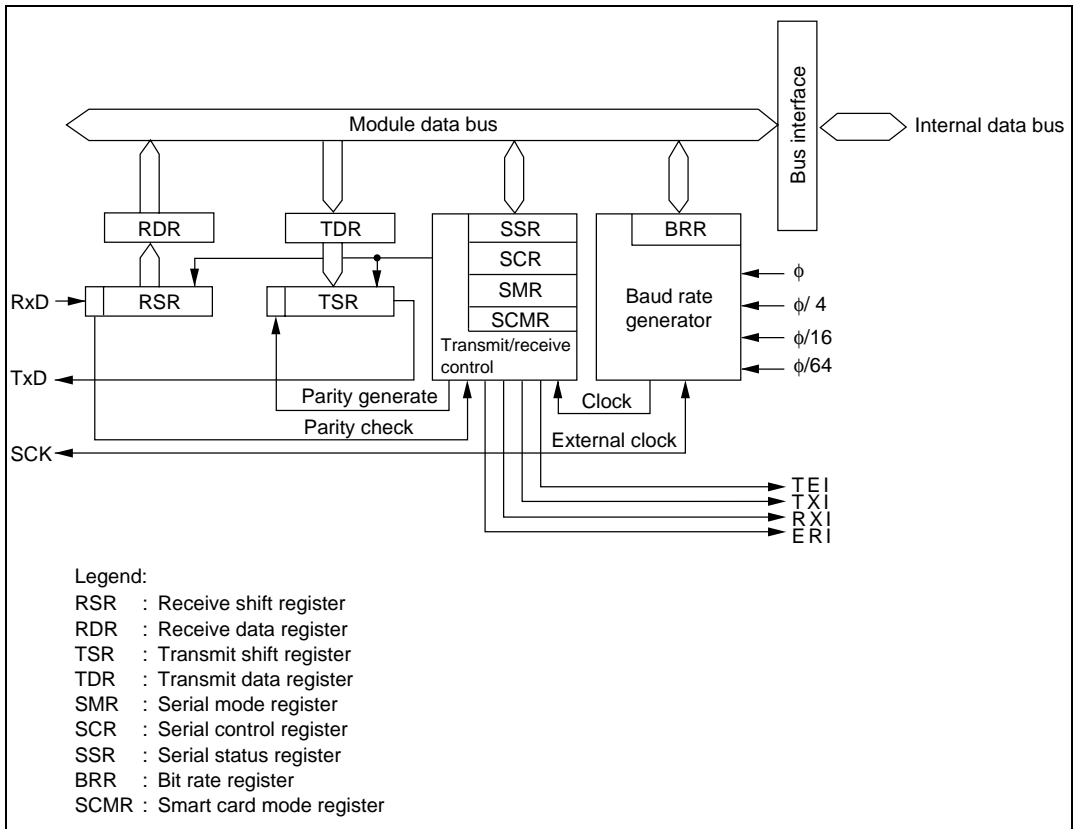 Bus interface
Module data bus
Internal data bus
RDR
TDR
SSR
BRR
SCR
SMR
SCMR
Transmit/receive
control
Baud rate
generator
ϕ
ϕ/ 4
ϕ/16
ϕ/64
RxD
RSR
TSR
TxD
Parity generate
Clock
Parity check
External clock
SCK
TEI
TXI
RXI
ERI
Legend:
RSR : Receive shift register
RDR : Receive data register
TSR : Transmit shift register
TDR : Transmit data register
SMR : Serial mode register
SCR : Serial control register
SSR : Serial status register
BRR : Bit rate register
SCMR : Smart card mode register